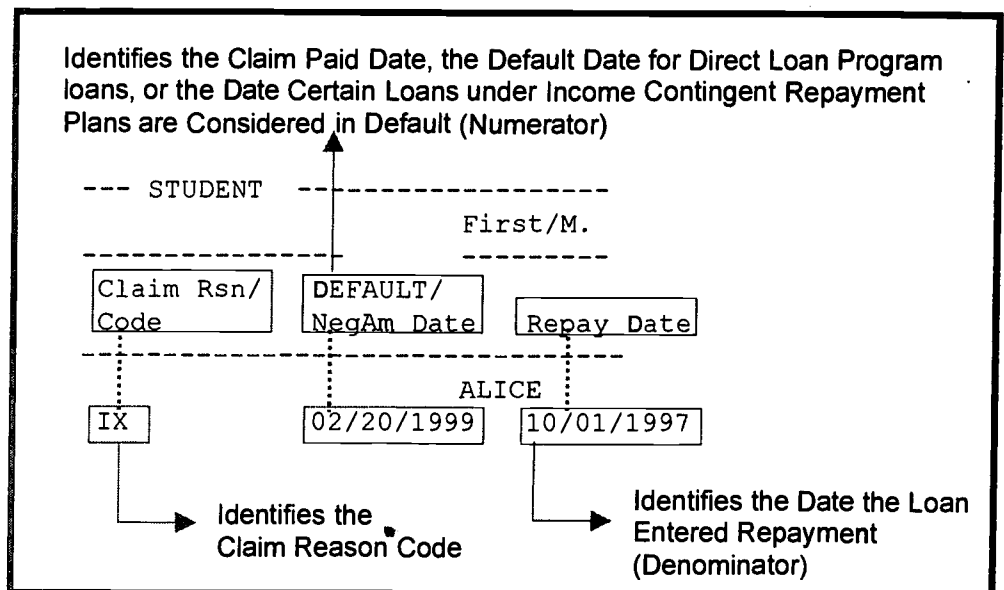 Identifies the Claim Paid Date, the Default Date for Direct Loan Program
loans, or the Date Certain Loans under Income Contingent Repayment
Plans are Considered in Default (Numerator)
--- STUDENT -------------------
First/M.
---------------- ---------
Claim Rsn/ DEFAULT/
Code NegAm Date Repay Date
---------------------------------
ALICE
IX 02/20/1999 10/01/1997
Identifies the
Claim Reason Code
Identifies the Date the Loan
Entered Repayment
(Denominator)